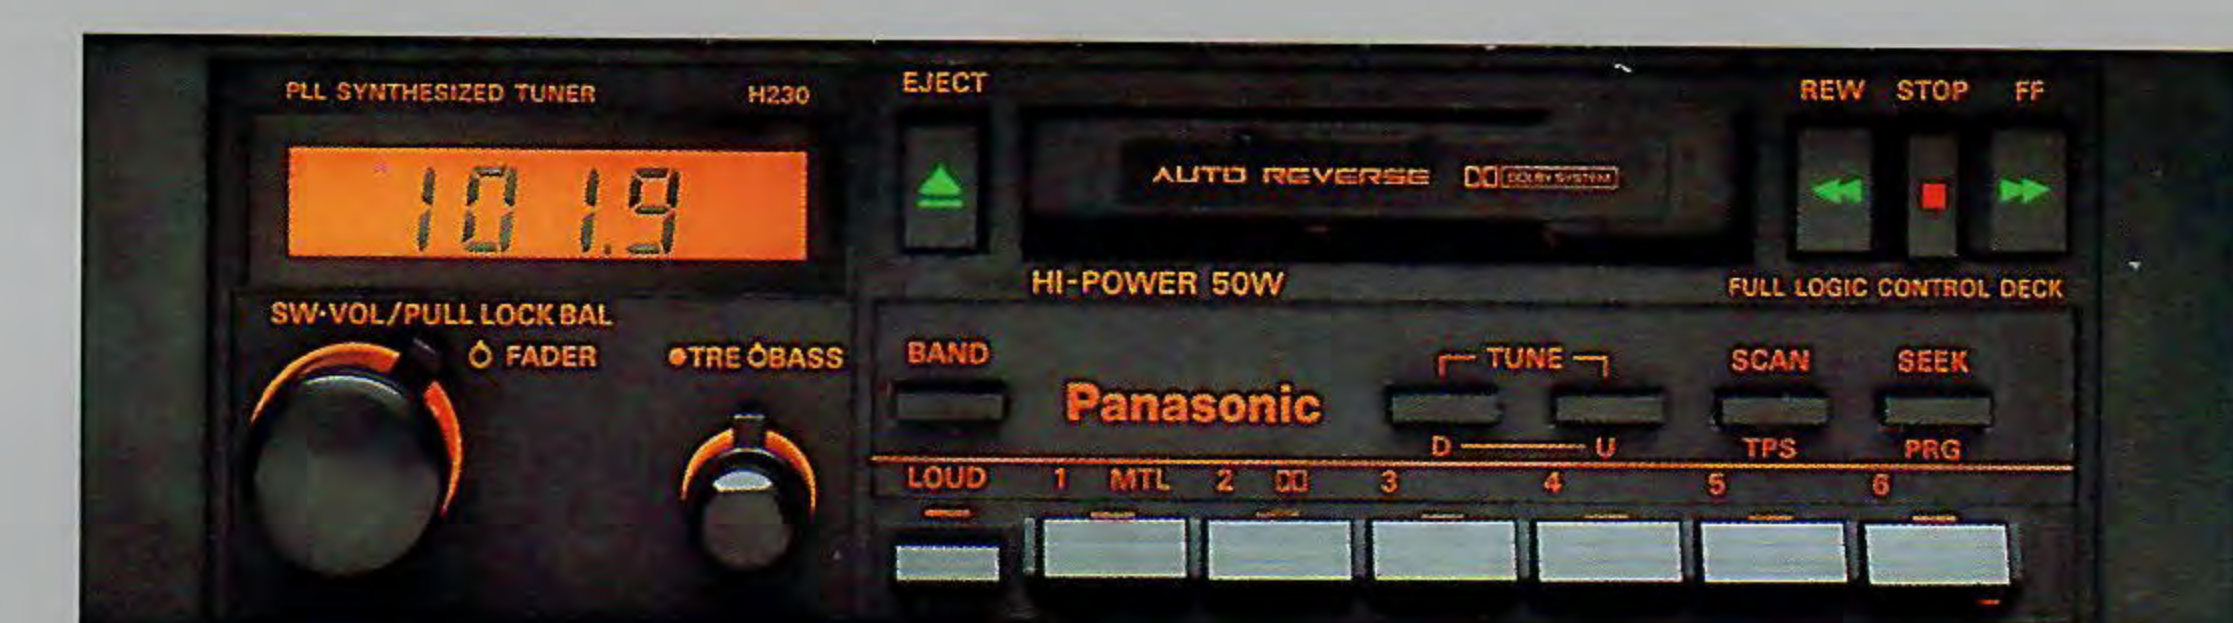 PLL SYNTHESIZED TUNER H230
101.9
SW·VOL/PULL LOCK BAL
FADER
TRE BASS
EJECT
AUTO REVERSE DOLBY SYSTEM
HI-POWER 50W
REW STOP FF
FULL LOGIC CONTROL DECK
BAND
Panasonic
TUNE
D U
SCAN
TPS
SEEK
PRG
LOUD 1 MTL 2 3 4 5 6